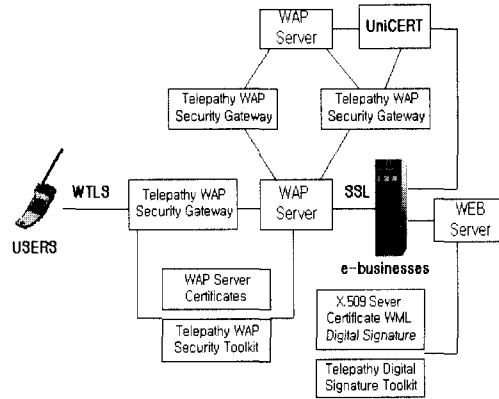 WAP
Server
UniCERT
Telepathy WAP
Security Gateway
Telepathy WAP
Security Gateway
WTLS
Telepathy WAP
Security Gateway
WAP
Server
SSL
WEB
Server
USERS
e-businesses
WAP Server
Certificates
Telepathy WAP
Security Toolkit
X.509 Sever
Certificate WML
Digital Signature
Telepathy Digital
Signature Toolkit